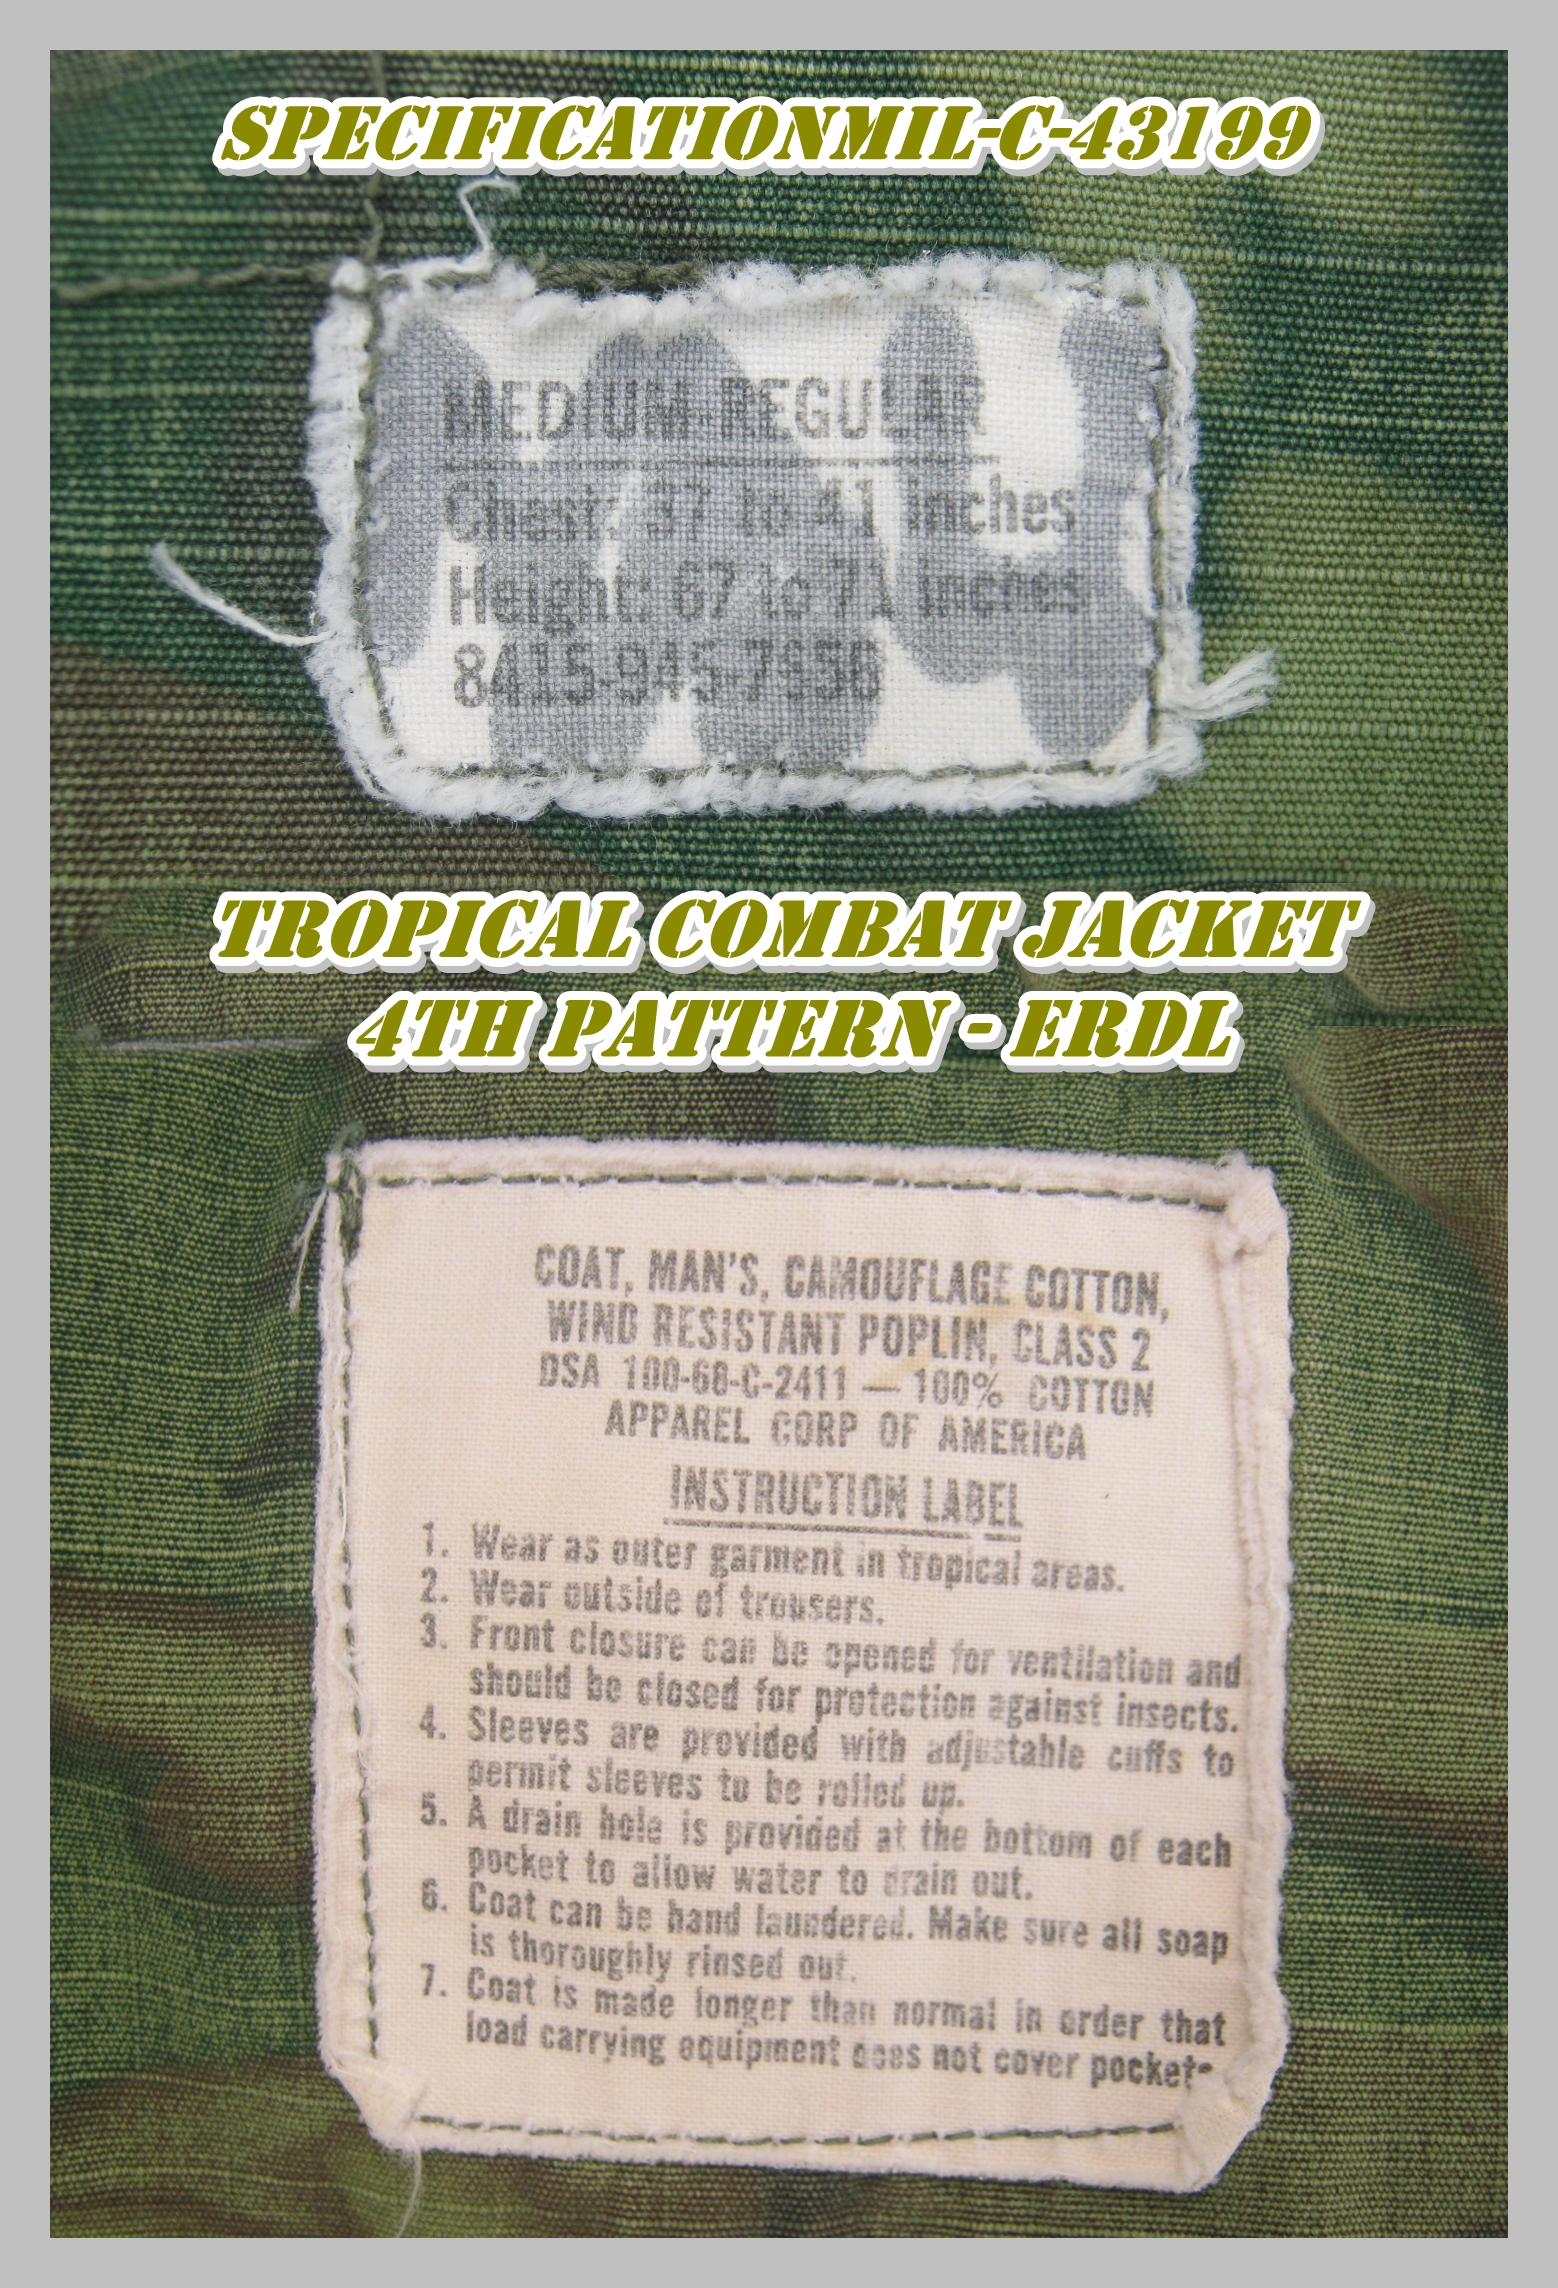 SPECIFICATIONMIL-C-43199
MEDIUM-REGULAR
Chest: 37 to 41 Inches
Height: 67 to 71 Inches
8415-945-7956
TROPICAL COMBAT JACKET
4TH PATTERN - ERDL
COAT, MAN'S, CAMOUFLAGE COTTON,
WIND RESISTANT POPLIN, CLASS 2
DSA 100-68-C-2411 — 100% COTTON
APPAREL CORP OF AMERICA
INSTRUCTION LABEL
1. Wear as outer garment in tropical areas.
2. Wear outside of trousers.
3. Front closure can be opened for ventilation and
should be closed for protection against insects.
4. Sleeves are provided with adjustable cuffs to
permit sleeves to be rolled up.
5. A drain hole is provided at the bottom of each
pocket to allow water to drain out.
6. Coat can be hand laundered. Make sure all soap
is thoroughly rinsed out.
7. Coat is made longer than normal in order that
load carrying equipment does not cover pockets